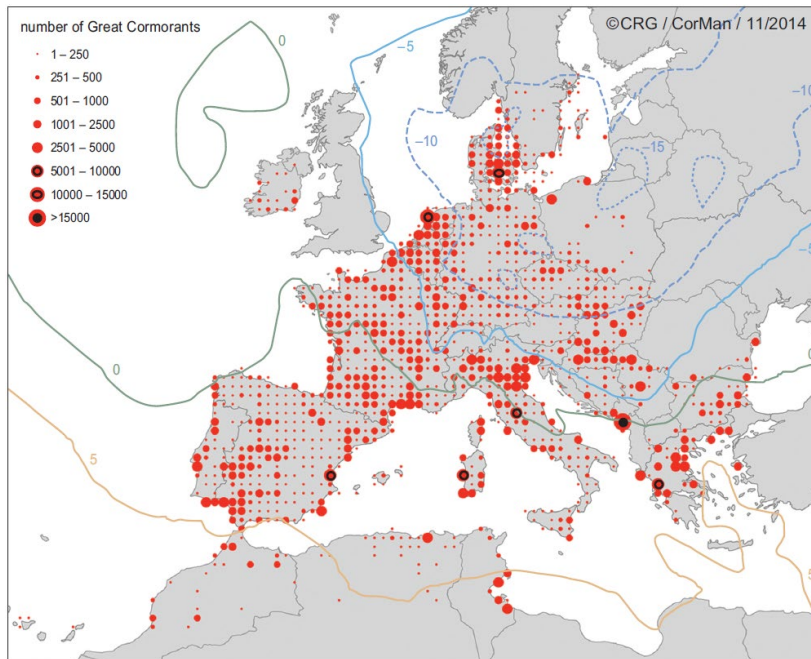 number of Great Cormorants
1 – 250
251 – 500
501 – 1000
1001 – 2500
2501 – 5000
5001 – 10000
10000 – 15000
>15000
©CRG / CorMan / 11/2014
0
–5
–10
–10
–15
–5
0
0
5
5